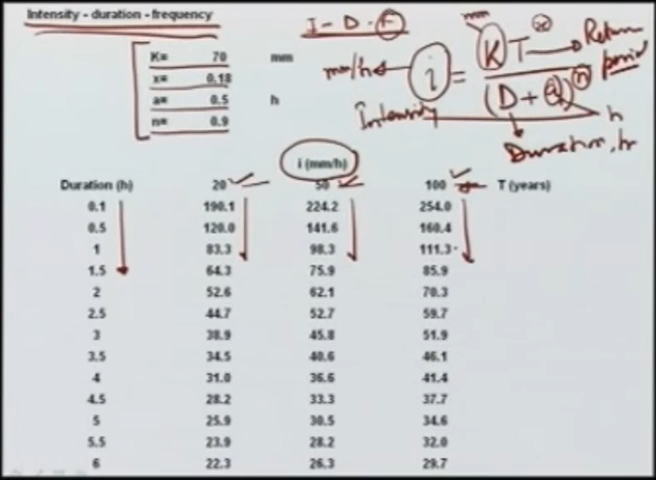 Intensity - duration - frequency
I - D - F
mm
K= 70 mm
x= 0.18
a= 0.5 h
n= 0.9
mm/h
i = K T^x / (D + a)^n
Return period
Intensity
h
Duration, hr
i (mm/h)
Duration (h) 20 50 100 T (years)
0.1 190.1 224.2 254.0
0.5 120.0 141.6 160.4
1 83.3 98.3 111.3
1.5 64.3 75.9 85.9
2 52.6 62.1 70.3
2.5 44.7 52.7 59.7
3 38.9 45.8 51.9
3.5 34.5 40.6 46.1
4 31.0 36.6 41.4
4.5 28.2 33.3 37.7
5 25.9 30.5 34.6
5.5 23.9 28.2 32.0
6 22.3 26.3 29.7